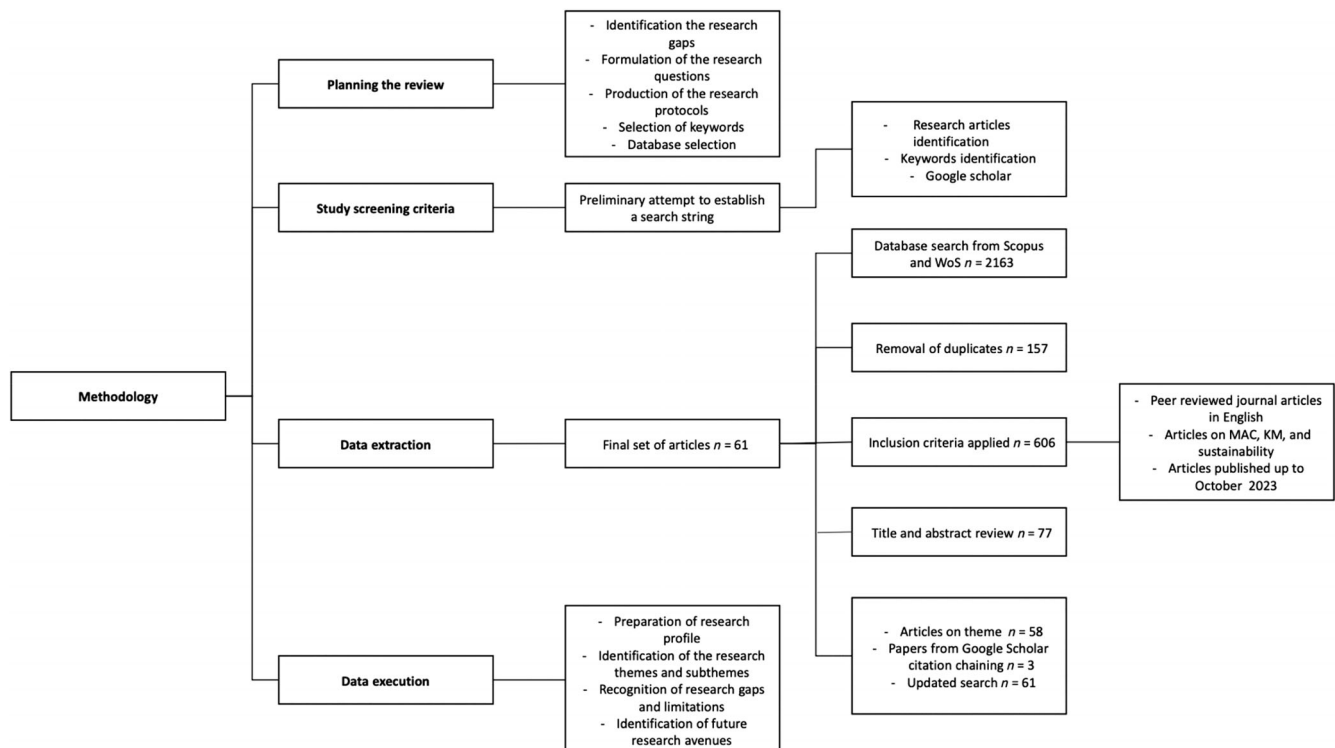 Methodology
Planning the review
- Identification the research
gaps
- Formulation of the research
questions
- Production of the research
protocols
- Selection of keywords
- Database selection
Study screening criteria
Preliminary attempt to establish
a search string
- Research articles
identification
- Keywords identification
- Google scholar
Data extraction
Final set of articles n = 61
Database search from Scopus
and WoS n = 2163
Removal of duplicates n = 157
Inclusion criteria applied n = 606
- Peer reviewed journal articles
in English
- Articles on MAC, KM, and
sustainability
- Articles published up to
October 2023
Title and abstract review n = 77
- Articles on theme n = 58
- Papers from Google Scholar
citation chaining n = 3
- Updated search n = 61
Data execution
- Preparation of research
profile
- Identification of the research
themes and subthemes
- Recognition of research gaps
and limitations
- Identification of future
research avenues